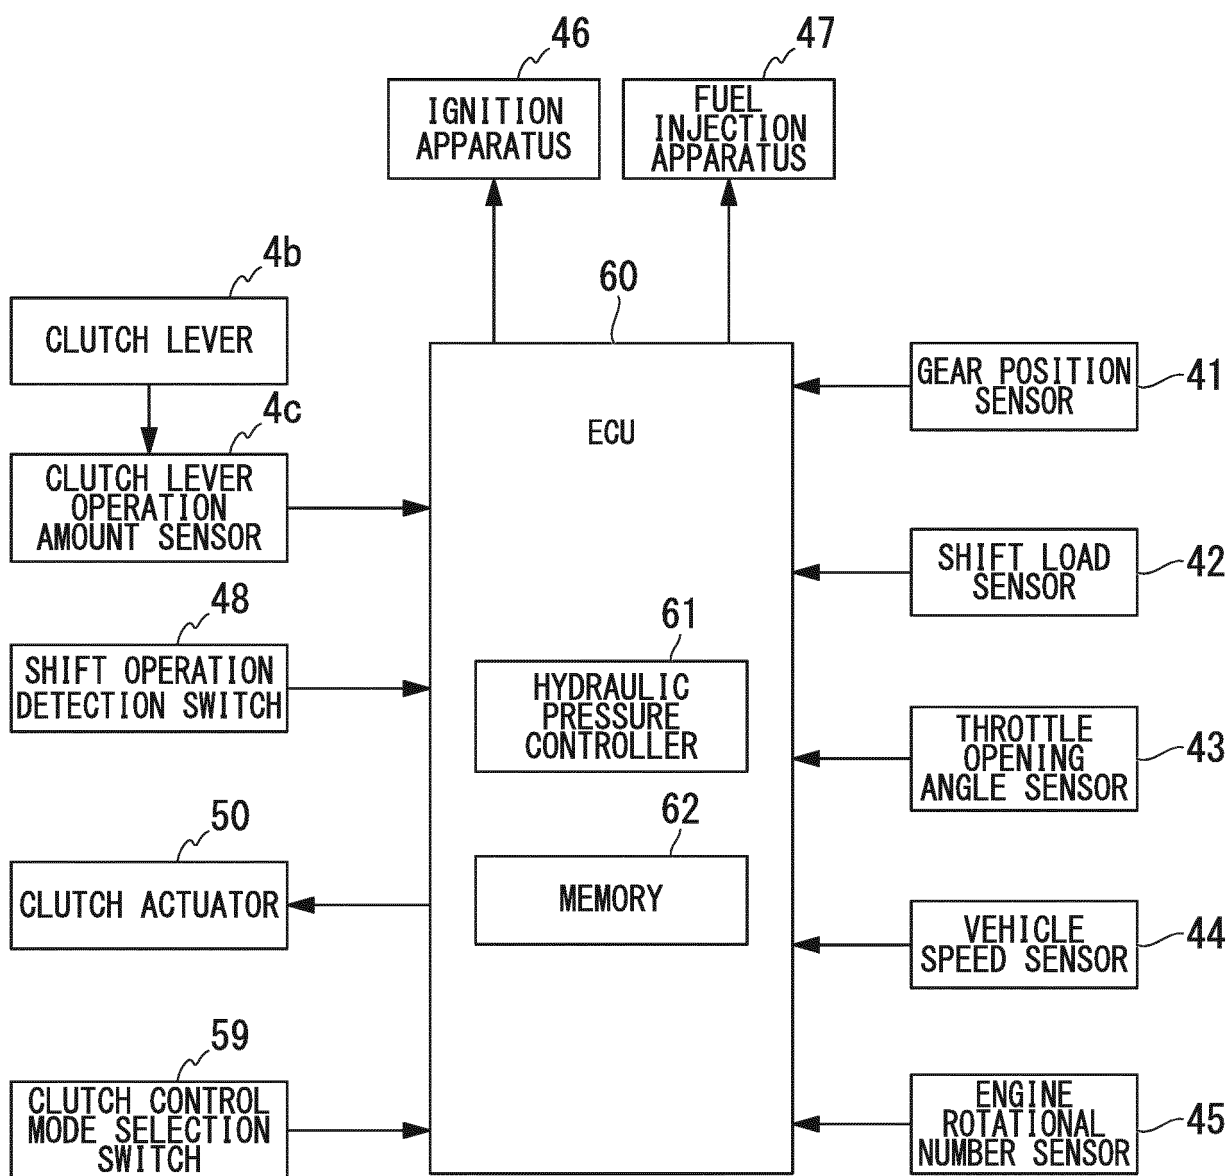 46
IGNITION
APPARATUS
47
FUEL
INJECTION
APPARATUS
4b
CLUTCH LEVER
4c
CLUTCH LEVER
OPERATION
AMOUNT SENSOR
48
SHIFT OPERATION
DETECTION SWITCH
50
CLUTCH ACTUATOR
59
CLUTCH CONTROL
MODE SELECTION
SWITCH
60
ECU
61
HYDRAULIC
PRESSURE
CONTROLLER
62
MEMORY
GEAR POSITION
SENSOR
41
SHIFT LOAD
SENSOR
42
THROTTLE
OPENING
ANGLE SENSOR
43
VEHICLE
SPEED SENSOR
44
ENGINE
ROTATIONAL
NUMBER SENSOR
45